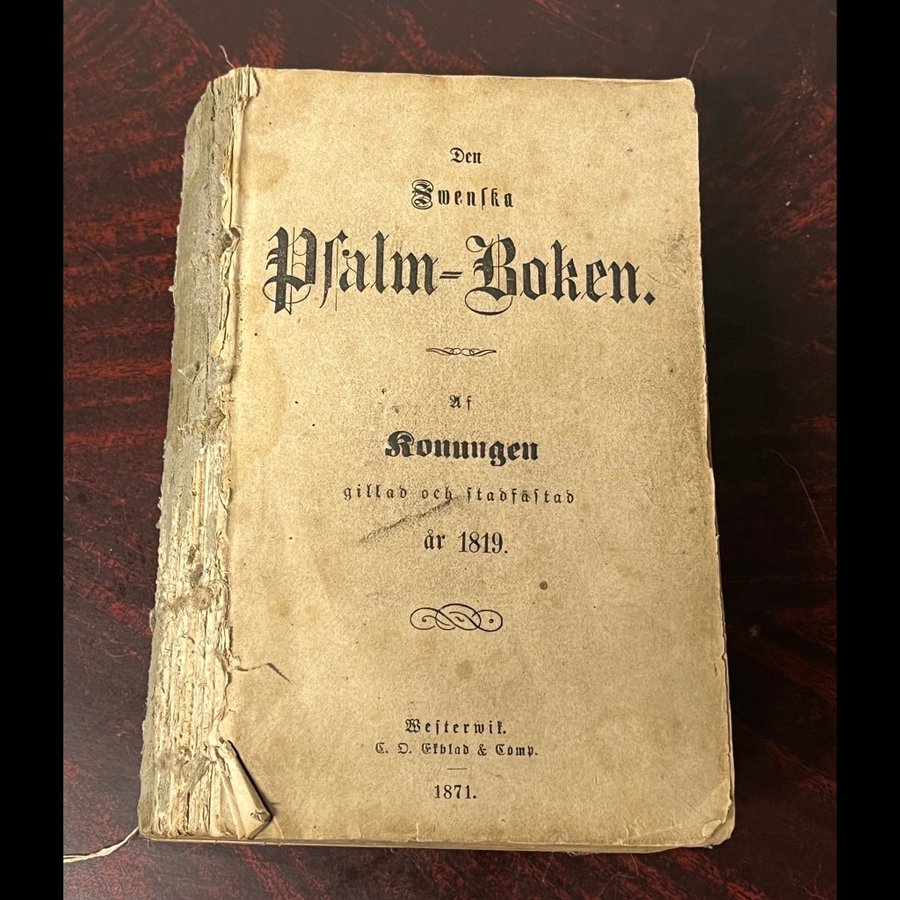 Den
Swenska
Psalm-Boken.
Af
Konungen
gillad och stadfästad
år 1819.
Westerwik.
C. O. Ekblad & Comp.
1871.